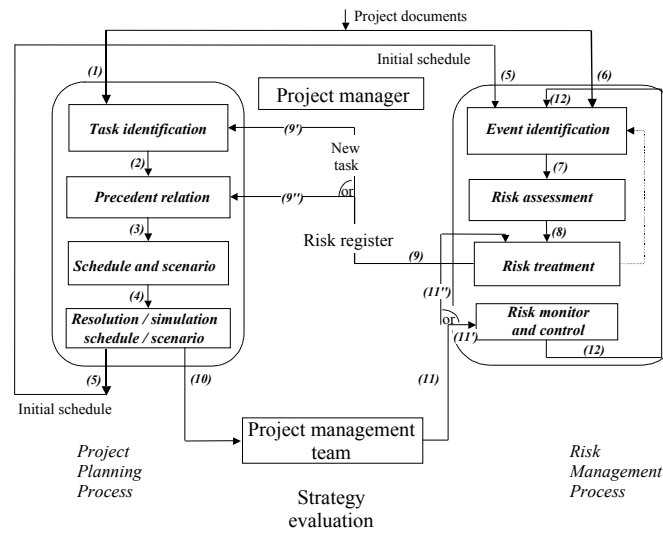 Project documents
Initial schedule
(1)
(5)
(6)
Project manager
(12)
Task identification
(9')
Event identification
(2)
New
task
(7)
Precedent relation
(9'')
or
Risk assessment
(3)
Risk register
(8)
Schedule and scenario
(9)
Risk treatment
(4)
(11'')
Resolution / simulation
schedule / scenario
or
(11')
Risk monitor
and control
(5)
(10)
(11)
(12)
Initial schedule
Project management
team
Project
Planning
Process
Risk
Management
Process
Strategy
evaluation